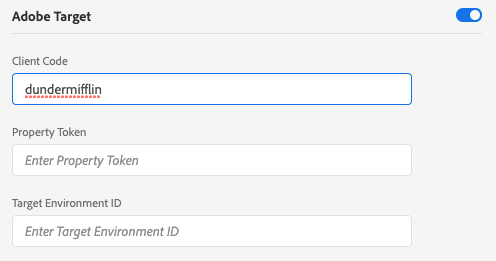 Adobe Target
Client Code
dundermifflin
Property Token
Enter Property Token
Target Environment ID
Enter Target Environment ID